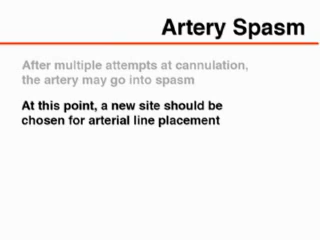 Artery Spasm
After multiple attempts at cannulation,
the artery may go into spasm
At this point, a new site should be
chosen for arterial line placement